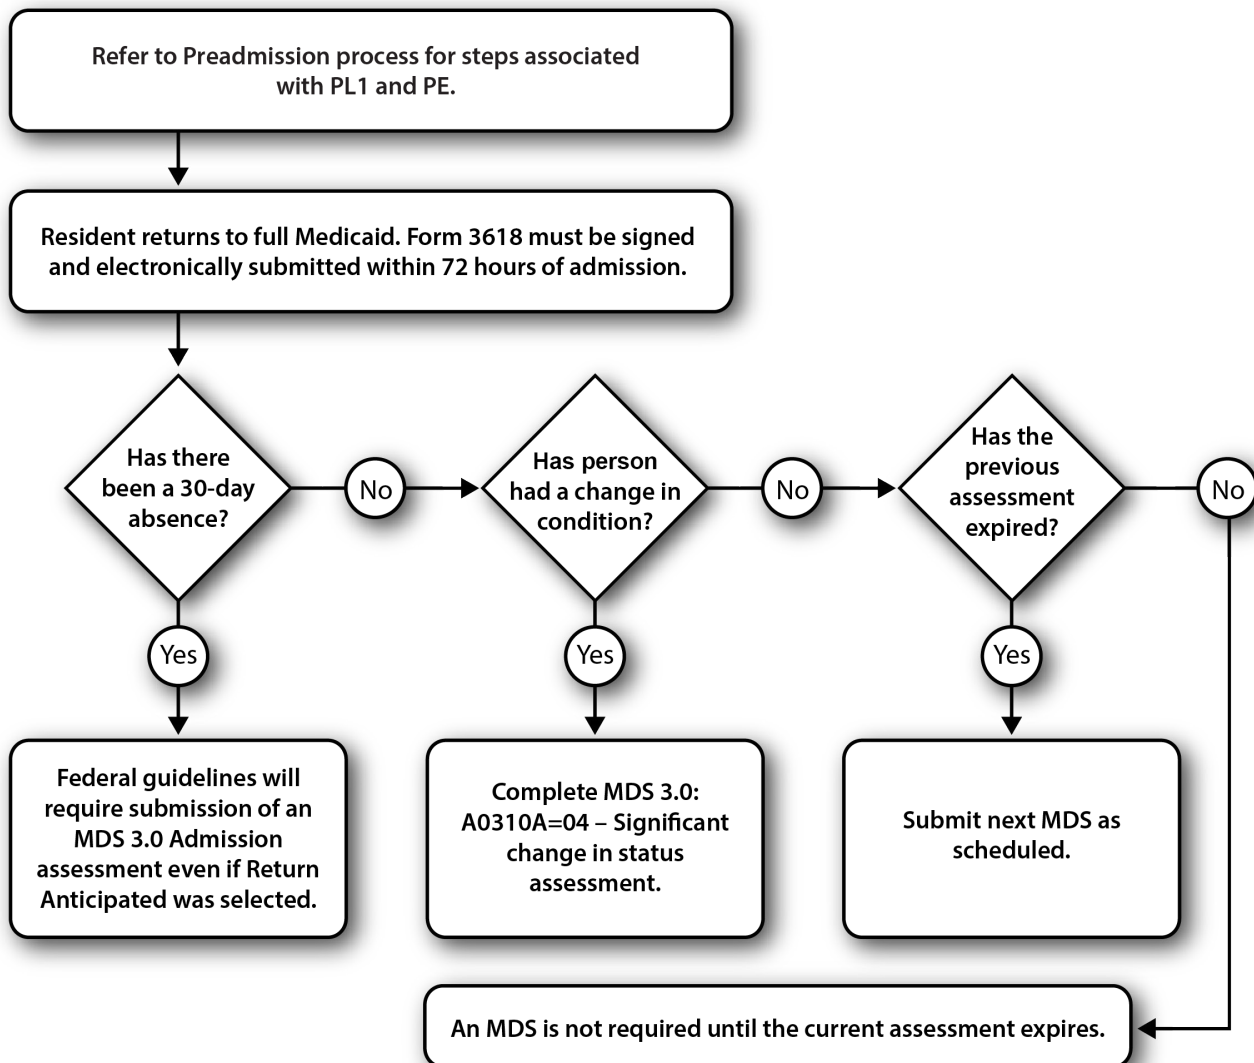 Refer to Preadmission process for steps associated
with PL1 and PE.
Resident returns to full Medicaid. Form 3618 must be signed
and electronically submitted within 72 hours of admission.
Has there
been a 30-day
absence?
No
Has person
had a change in
condition?
No
Has the
previous
assessment
expired?
No
Yes
Yes
Yes
Federal guidelines will
require submission of an
MDS 3.0 Admission
assessment even if Return
Anticipated was selected.
Complete MDS 3.0:
A0310A=04 – Significant
change in status
assessment.
Submit next MDS as
scheduled.
An MDS is not required until the current assessment expires.